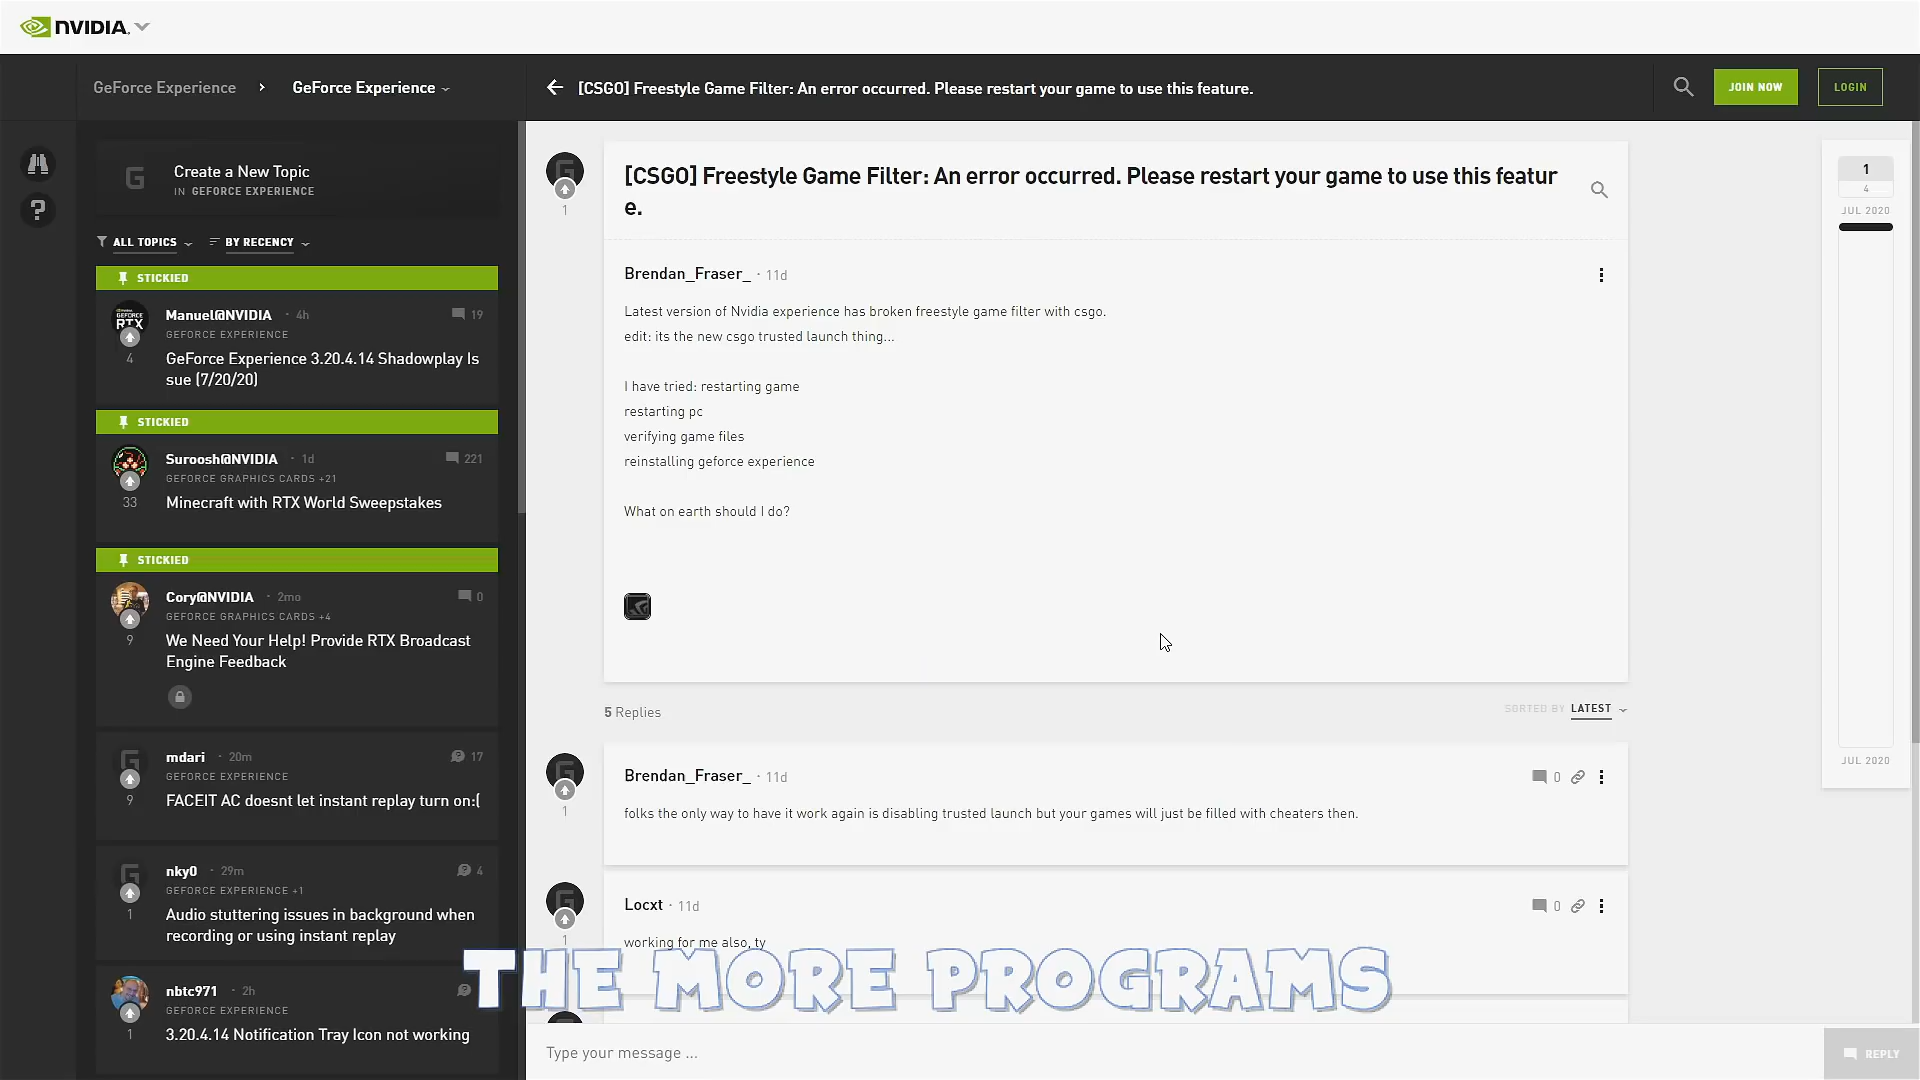 NVIDIA.
GeForce Experience > GeForce Experience
[CSGO] Freestyle Game Filter: An error occurred. Please restart your game to use this feature.
JOIN NOW
LOGIN
Create a New Topic
IN GEFORCE EXPERIENCE
ALL TOPICS
BY RECENCY
STICKIED
Manuel@NVIDIA · 4h
19
GEFORCE EXPERIENCE
GEFORCE RTX
4
GeForce Experience 3.20.4.14 Shadowplay Is
sue (7/20/20)
STICKIED
Suroosh@NVIDIA · 1d
221
GEFORCE GRAPHICS CARDS +21
33
Minecraft with RTX World Sweepstakes
STICKIED
Cory@NVIDIA · 2mo
0
GEFORCE GRAPHICS CARDS +4
9
We Need Your Help! Provide RTX Broadcast
Engine Feedback
mdari · 20m
17
GEFORCE EXPERIENCE
9
FACEIT AC doesnt let instant replay turn on:(
nky0 · 29m
4
GEFORCE EXPERIENCE +1
1
Audio stuttering issues in background when
recording or using instant replay
nbtc971 · 2h
GEFORCE EXPERIENCE
1
3.20.4.14 Notification Tray Icon not working
1
[CSGO] Freestyle Game Filter: An error occurred. Please restart your game to use this featur
e.
Brendan_Fraser_ · 11d
Latest version of Nvidia experience has broken freestyle game filter with csgo.
edit: its the new csgo trusted launch thing...
I have tried: restarting game
restarting pc
verifying game files
reinstalling geforce experience
What on earth should I do?
5 Replies
SORTED BY LATEST
Brendan_Fraser_ · 11d
0
1
folks the only way to have it work again is disabling trusted launch but your games will just be filled with cheaters then.
Locxt · 11d
0
1
working for me also, ty
THE MORE PROGRAMS
Type your message ...
REPLY
1
4
JUL 2020
JUL 2020